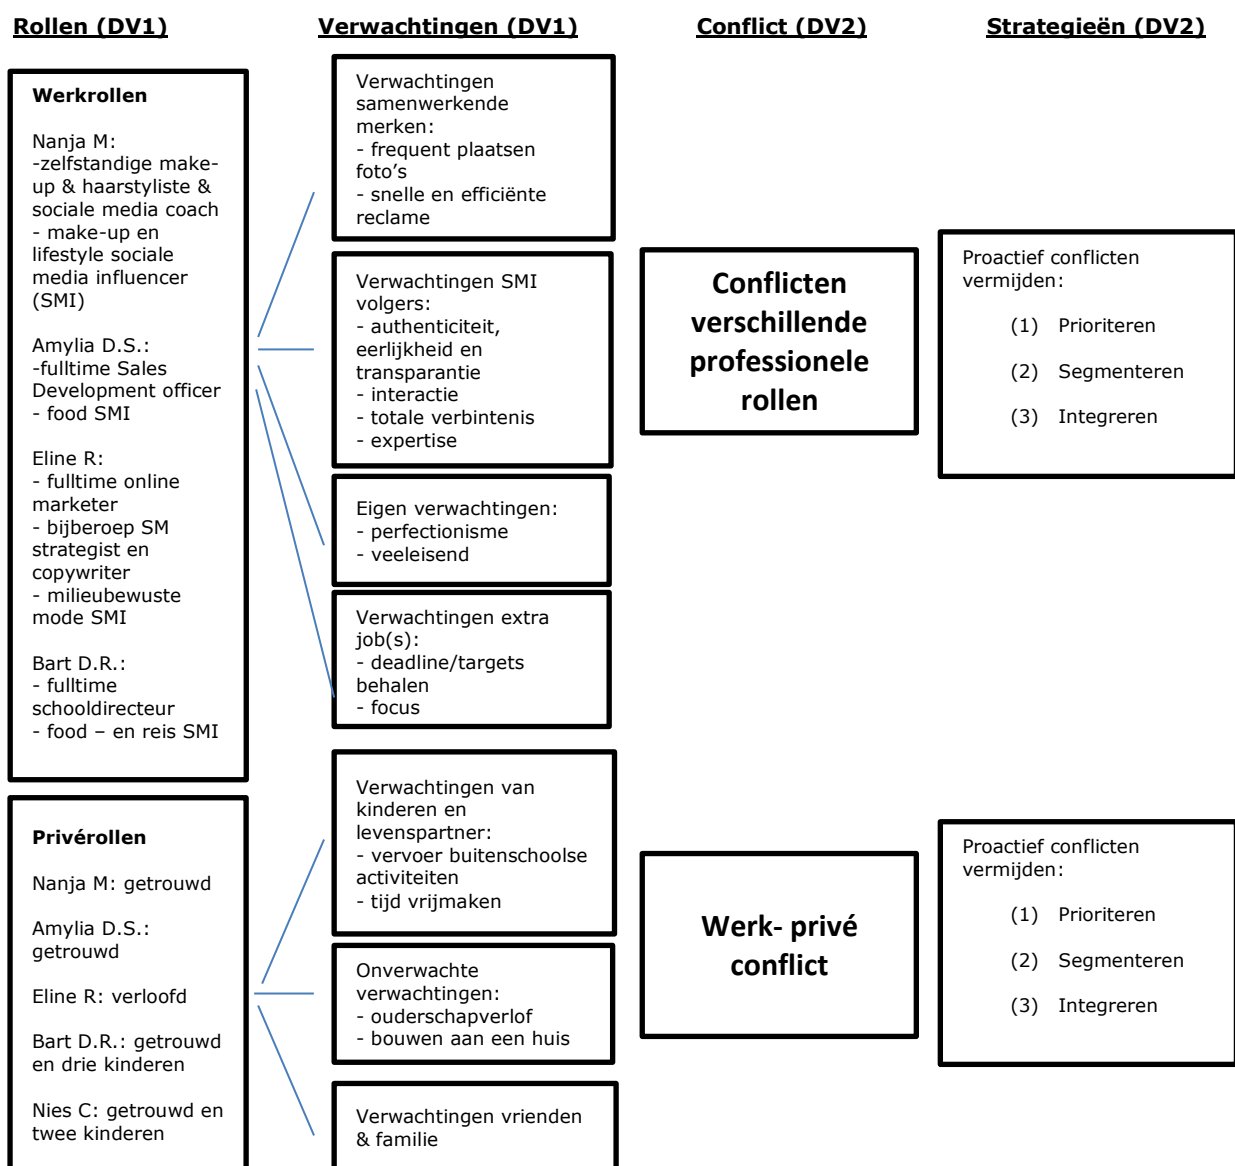 Rollen (DV1)
Verwachtingen (DV1)
Conflict (DV2)
Strategieën (DV2)
Werkrollen
Nanja M:
-zelfstandige make-
up & haarstyliste &
sociale media coach
- make-up en
lifestyle sociale
media influencer
(SMI)
Amylia D.S.:
-fulltime Sales
Development officer
- food SMI
Eline R:
- fulltime online
marketer
- bijberoep SM
strategist en
copywriter
- milieubewuste
mode SMI
Bart D.R.:
- fulltime
schooldirecteur
- food – en reis SMI
Verwachtingen
samenwerkende
merken:
- frequent plaatsen
foto's
- snelle en efficiënte
reclame
Verwachtingen SMI
volgers:
- authenticiteit,
eerlijkheid en
transparantie
- interactie
- totale verbintenis
- expertise
Eigen verwachtingen:
- perfectionisme
- veeleisend
Verwachtingen extra
job(s):
- deadline/targets
behalen
- focus
Conflicten
verschillende
professionele
rollen
Proactief conflicten
vermijden:
(1) Prioriteren
(2) Segmenteren
(3) Integreren
Privérollen
Nanja M: getrouwd
Amylia D.S.:
getrouwd
Eline R: verloofd
Bart D.R.: getrouwd
en drie kinderen
Nies C: getrouwd en
twee kinderen
Verwachtingen van
kinderen en
levenspartner:
- vervoer buitenschoolse
activiteiten
- tijd vrijmaken
Onverwachte
verwachtingen:
- ouderschapverlof
- bouwen aan een huis
Verwachtingen vrienden
& familie
Werk- privé
conflict
Proactief conflicten
vermijden:
(1) Prioriteren
(2) Segmenteren
(3) Integreren